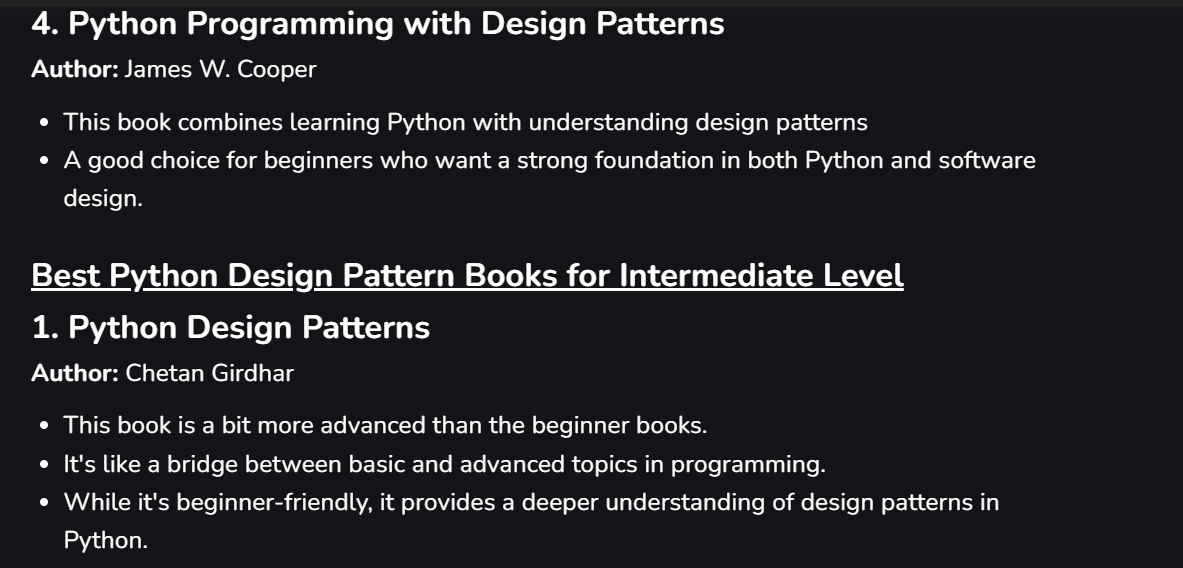 4. Python Programming with Design Patterns
Author: James W. Cooper
• This book combines learning Python with understanding design patterns
• A good choice for beginners who want a strong foundation in both Python and software
design.
Best Python Design Pattern Books for Intermediate Level
1. Python Design Patterns
Author: Chetan Girdhar
• This book is a bit more advanced than the beginner books.
• It's like a bridge between basic and advanced topics in programming.
• While it's beginner-friendly, it provides a deeper understanding of design patterns in
Python.